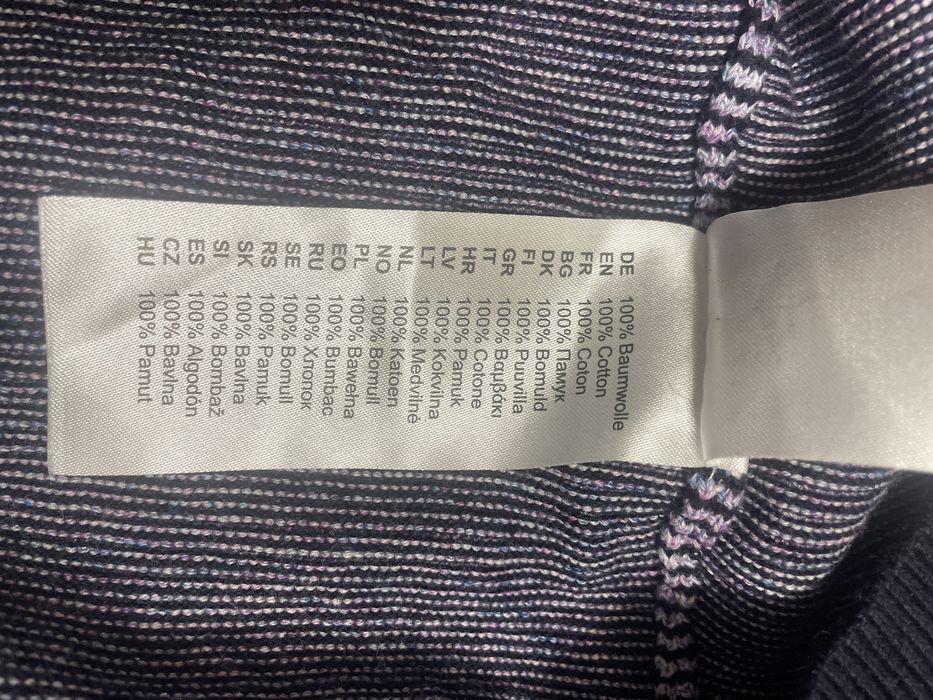 DE 100% Baumwolle
EN 100% Cotton
FR 100% Coton
BG 100% Памук
DK 100% Bomuld
FI 100% Puuvilla
GR 100% Βαμβάκι
IT 100% Cotone
HR 100% Pamuk
LV 100% Kokvilna
LT 100% Medvilnė
NL 100% Katoen
NO 100% Bomull
PL 100% Bawełna
EO 100% Bumbac
RU 100% Хлопок
SE 100% Bomull
RS 100% Pamuk
SK 100% Bavlna
SI 100% Bombaž
ES 100% Algodón
CZ 100% Bavlna
HU 100% Pamut